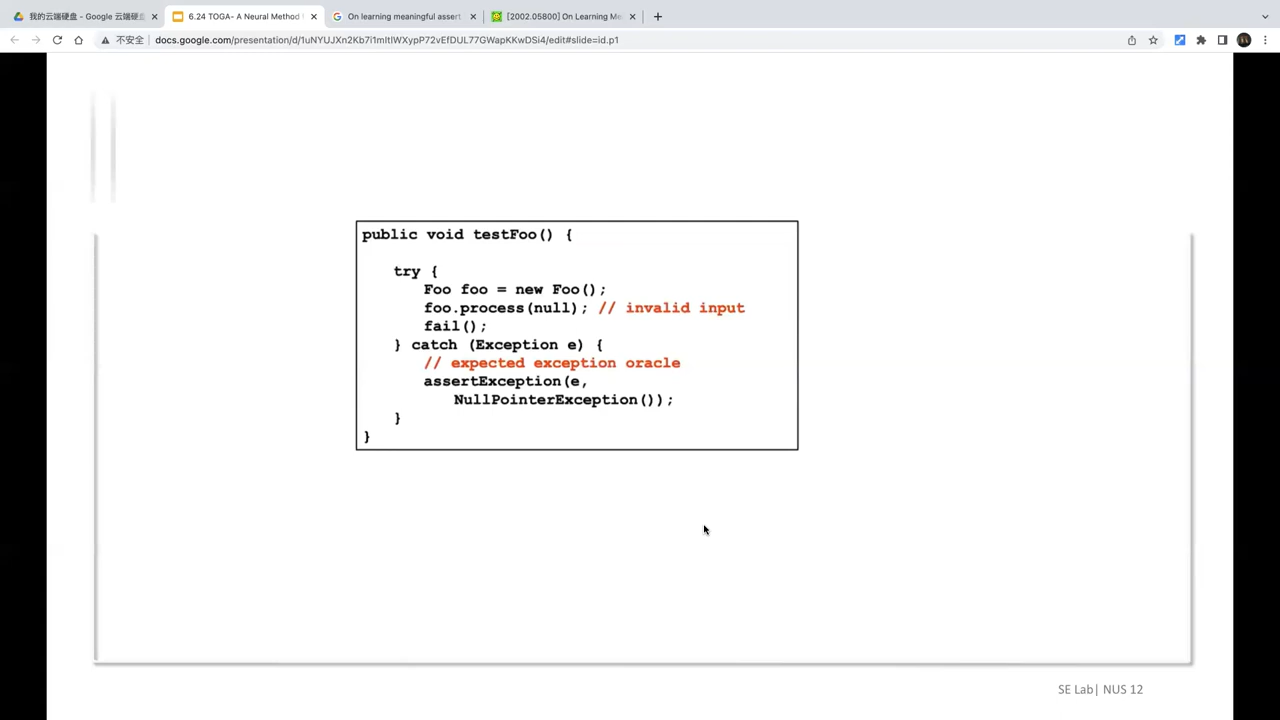 我的云端硬盘 - Google 云端硬盘
6.24 TOGA- A Neural Method
On learning meaningful assert
[2002.05800] On Learning Me
不安全
docs.google.com/presentation/d/1uNYUJXn2Kb7i1mItIWXypP72vEfDUL77GWapKKwDSi4/edit#slide=id.p1
public void testFoo() {
try {
Foo foo = new Foo();
foo.process(null); // invalid input
fail();
} catch (Exception e) {
// expected exception oracle
assertException(e,
NullPointerException());
}
}
SE Lab| NUS 12